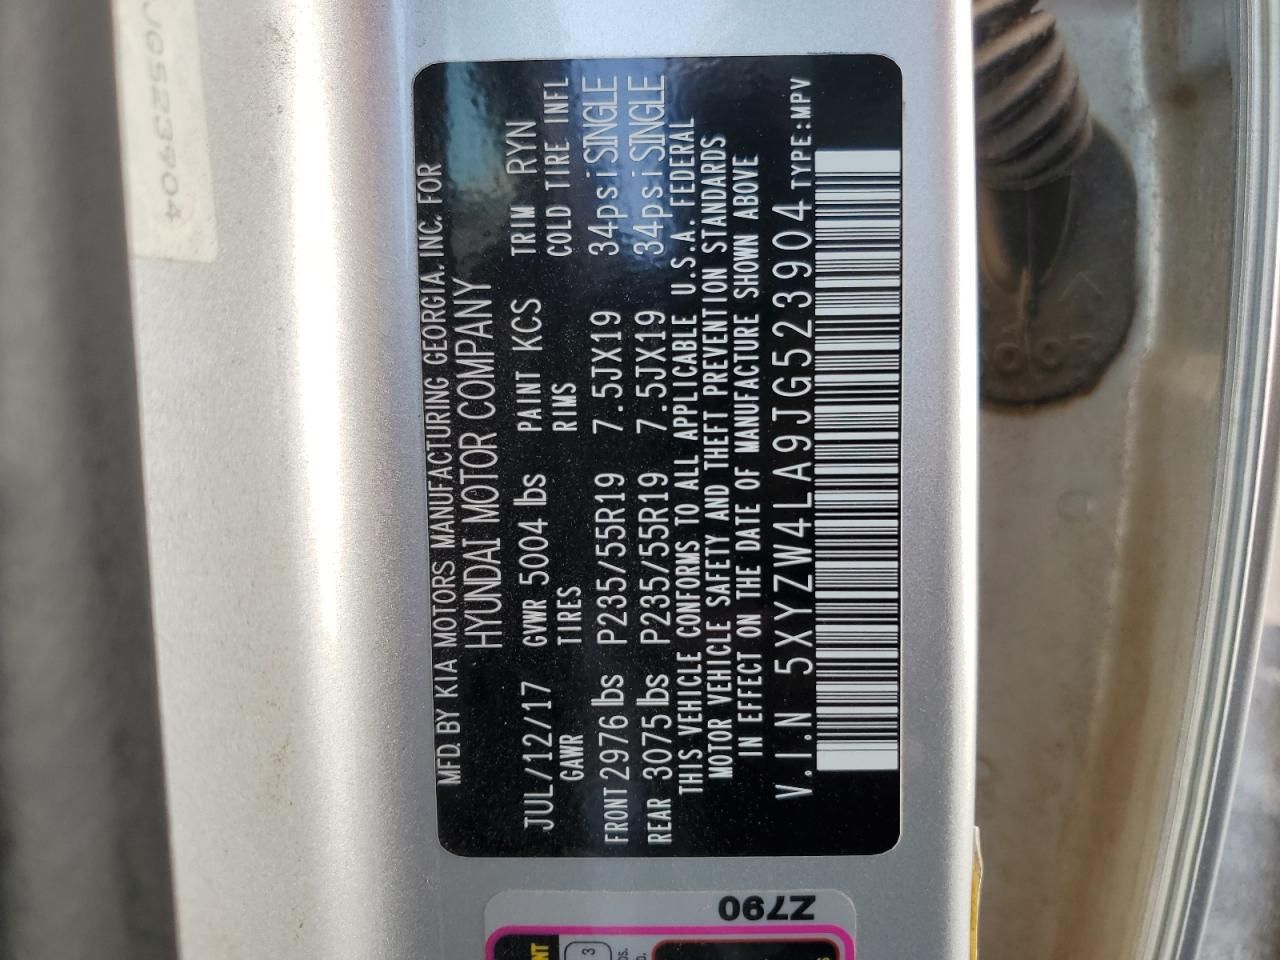 JG523904
MFD. BY KIA MOTORS MANUFACTURING GEORGIA. INC. FOR
HYUNDAI MOTOR COMPANY
JUL/12/17 GVWR 5004 lbs PAINT KCS TRIM RYN
GAWR TIRES RIMS COLD TIRE INFL
FRONT 2976 lbs P235/55R19 7.5JX19 34psi SINGLE
REAR 3075 lbs P235/55R19 7.5JX19 34psi SINGLE
THIS VEHICLE CONFORMS TO ALL APPLICABLE U.S.A. FEDERAL
MOTOR VEHICLE SAFETY AND THEFT PREVENTION STANDARDS
IN EFFECT ON THE DATE OF MANUFACTURE SHOWN ABOVE
V.I.N 5XYZW4LA9JG523904 TYPE:MPV
Z790
3